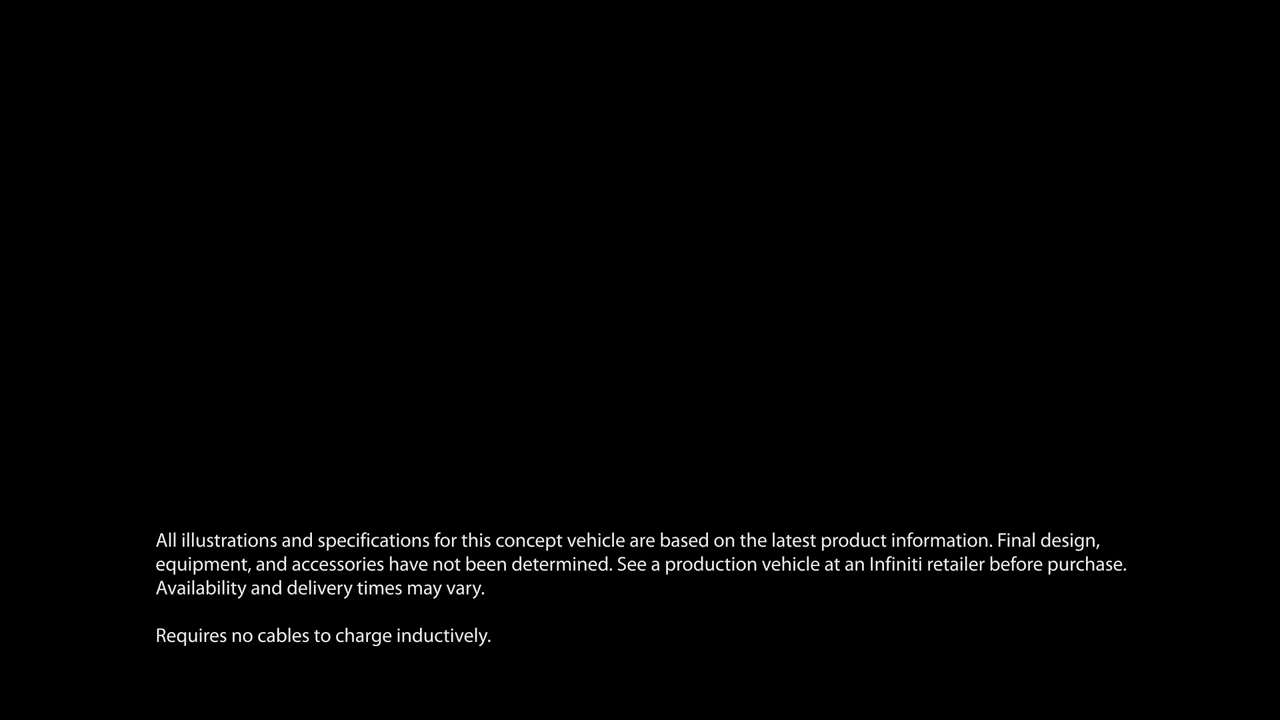 All illustrations and specifications for this concept vehicle are based on the latest product information. Final design,
equipment, and accessories have not been determined. See a production vehicle at an Infiniti retailer before purchase.
Availability and delivery times may vary.
Requires no cables to charge inductively.